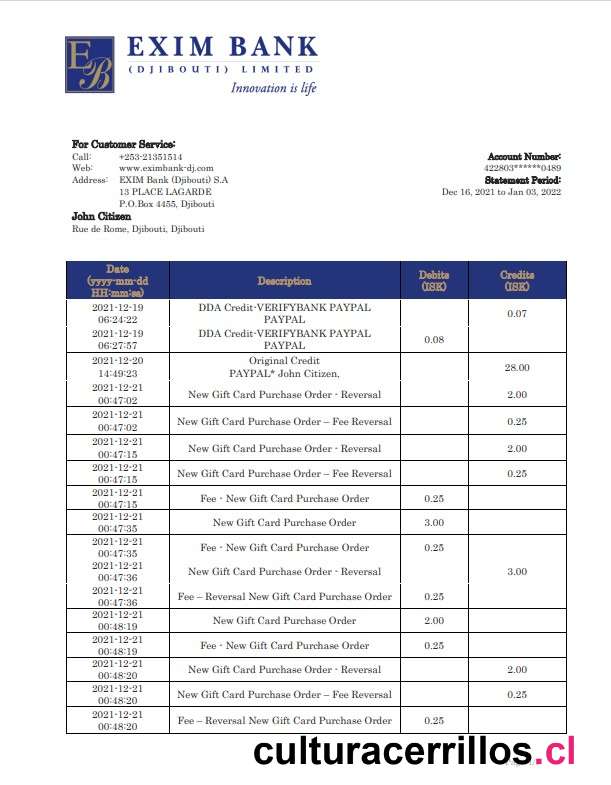 EXIM BANK
(DJIBOUTI) LIMITED
Innovation is life
For Customer Service:
Call: +253-21351514
Web: www.eximbank-dj.com
Address: EXIM Bank (Djibouti) S.A
13 PLACE LAGARDE
P.O.Box 4455, Djibouti
Account Number:
422803******0489
Statement Period:
Dec 16, 2021 to Jan 03, 2022
John Citizen
Rue de Rome, Djibouti, Djibouti
Date (yyyy-mm-dd HH:mm:ss) Description Debits (ISK) Credits (ISK)
2021-12-19 06:24:22 DDA Credit-VERIFYBANK PAYPAL PAYPAL 0.07
2021-12-19 06:27:57 DDA Credit-VERIFYBANK PAYPAL PAYPAL 0.08
2021-12-20 14:49:23 Original Credit PAYPAL* John Citizen, 28.00
2021-12-21 00:47:02 New Gift Card Purchase Order - Reversal 2.00
2021-12-21 00:47:02 New Gift Card Purchase Order – Fee Reversal 0.25
2021-12-21 00:47:15 New Gift Card Purchase Order - Reversal 2.00
2021-12-21 00:47:15 New Gift Card Purchase Order – Fee Reversal 0.25
2021-12-21 00:47:15 Fee - New Gift Card Purchase Order 0.25
2021-12-21 00:47:35 New Gift Card Purchase Order 3.00
2021-12-21 00:47:35 Fee - New Gift Card Purchase Order 0.25
2021-12-21 00:47:36 New Gift Card Purchase Order - Reversal 3.00
2021-12-21 00:47:36 Fee – Reversal New Gift Card Purchase Order 0.25
2021-12-21 00:48:19 New Gift Card Purchase Order 2.00
2021-12-21 00:48:19 Fee - New Gift Card Purchase Order 0.25
2021-12-21 00:48:20 New Gift Card Purchase Order - Reversal 2.00
2021-12-21 00:48:20 New Gift Card Purchase Order – Fee Reversal 0.25
2021-12-21 00:48:20 Fee – Reversal New Gift Card Purchase Order 0.25
culturacerrillos.cl